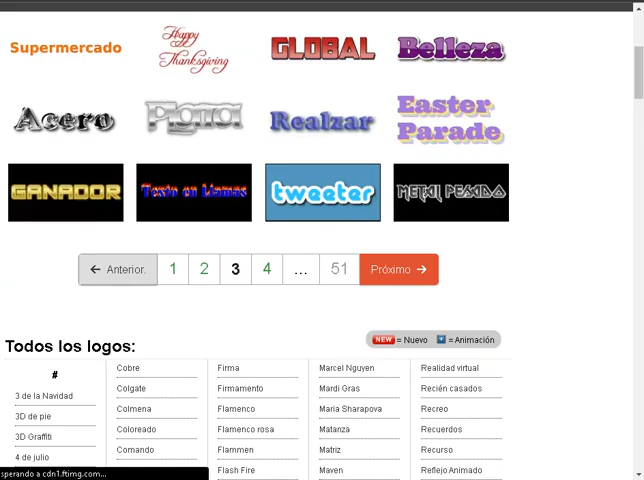 Supermercado
Happy
Thanksgiving
GLOBAL
Belleza
Acero
Realzar
Easter
Parade
GANADOR
Texto en Llamas
tweeter
METAL PESADO
← Anterior.
1
2
3
4
...
51
Próximo →
Todos los logos:
NEW = Nuevo
= Animación
#
3 de la Navidad
3D de pie
3D Graffiti
4 de julio
Cobre
Colgate
Colmena
Coloreado
Comando
Firma
Firmamento
Flamenco
Flamenco rosa
Flammen
Flash Fire
Marcel Nguyen
Mardi Gras
Maria Sharapova
Matanza
Matriz
Maven
Realidad virtual
Recién casados
Recreo
Recuerdos
Recurso
Reflejo Animado
sperando a cdn1.ftimg.com...